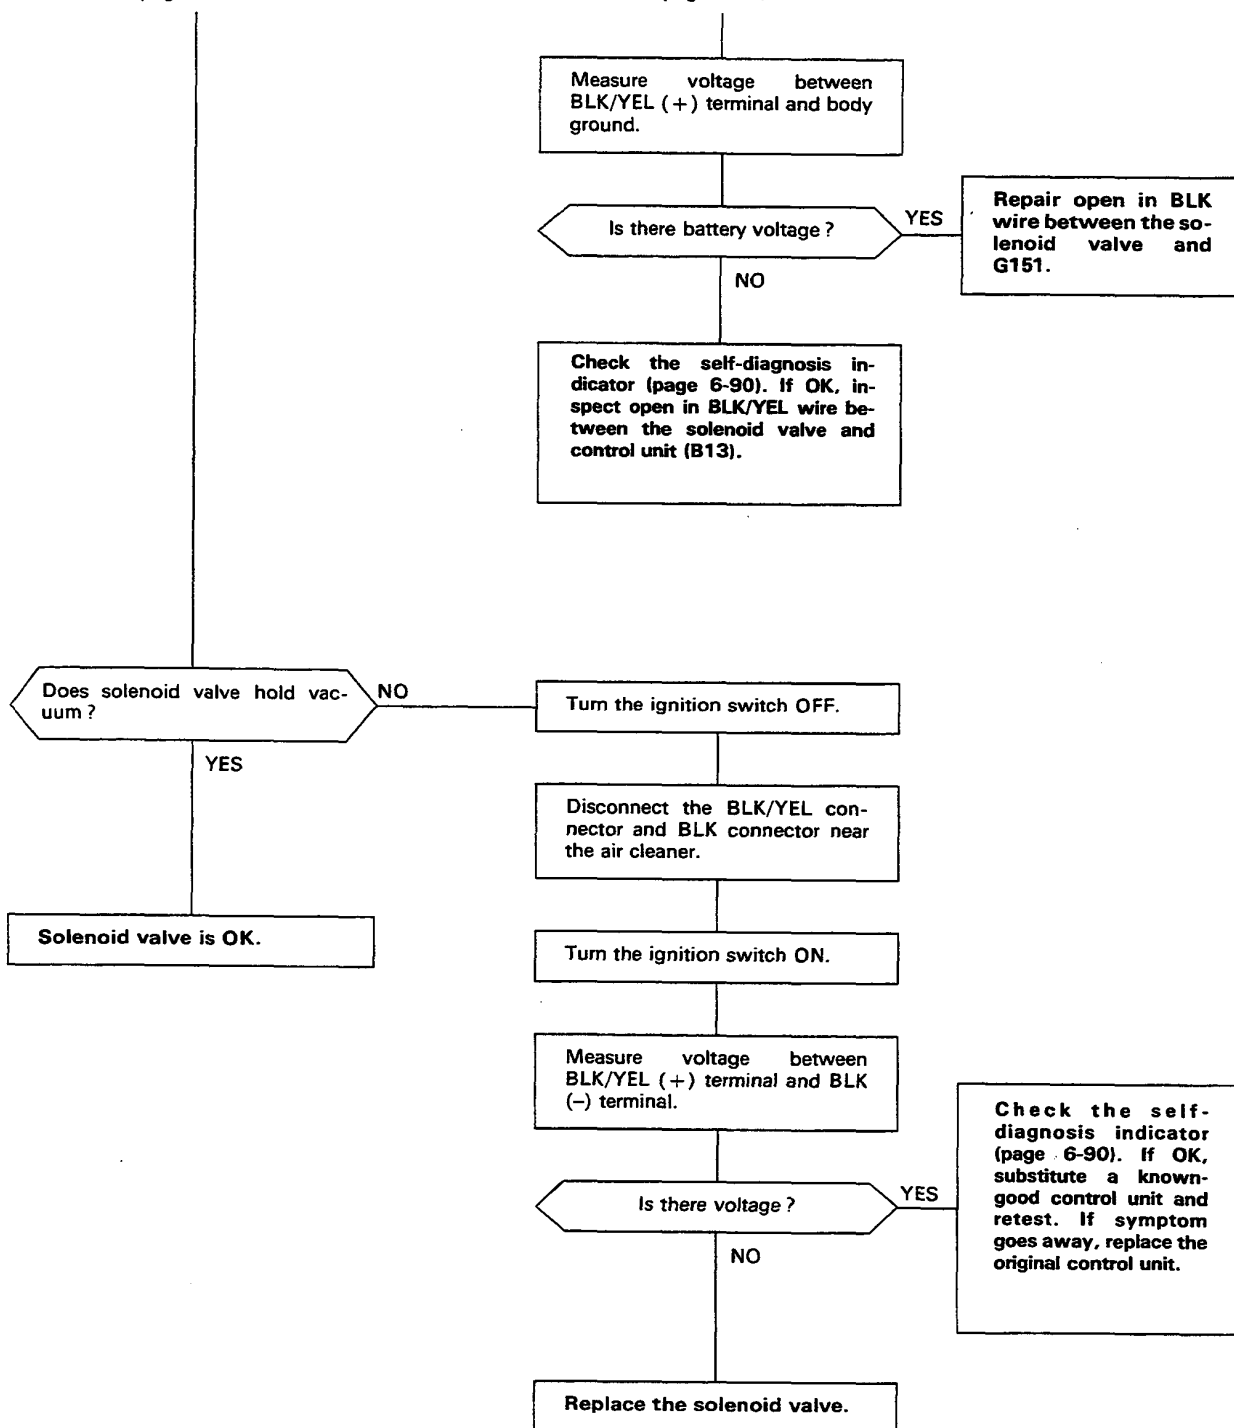 Measure voltage between
BLK/YEL (+) terminal and body
ground.
Is there battery voltage?
YES
Repair open in BLK
wire between the so-
lenoid valve and
G151.
NO
Check the self-diagnosis in-
dicator (page 6-90). If OK, in-
spect open in BLK/YEL wire be-
tween the solenoid valve and
control unit (B13).
Does solenoid valve hold vac-
uum?
NO
Turn the ignition switch OFF.
YES
Disconnect the BLK/YEL con-
nector and BLK connector near
the air cleaner.
Solenoid valve is OK.
Turn the ignition switch ON.
Measure voltage between
BLK/YEL (+) terminal and BLK
(–) terminal.
Is there voltage?
YES
Check the self-
diagnosis indicator
(page 6-90). If OK,
substitute a known-
good control unit and
retest. If symptom
goes away, replace the
original control unit.
NO
Replace the solenoid valve.